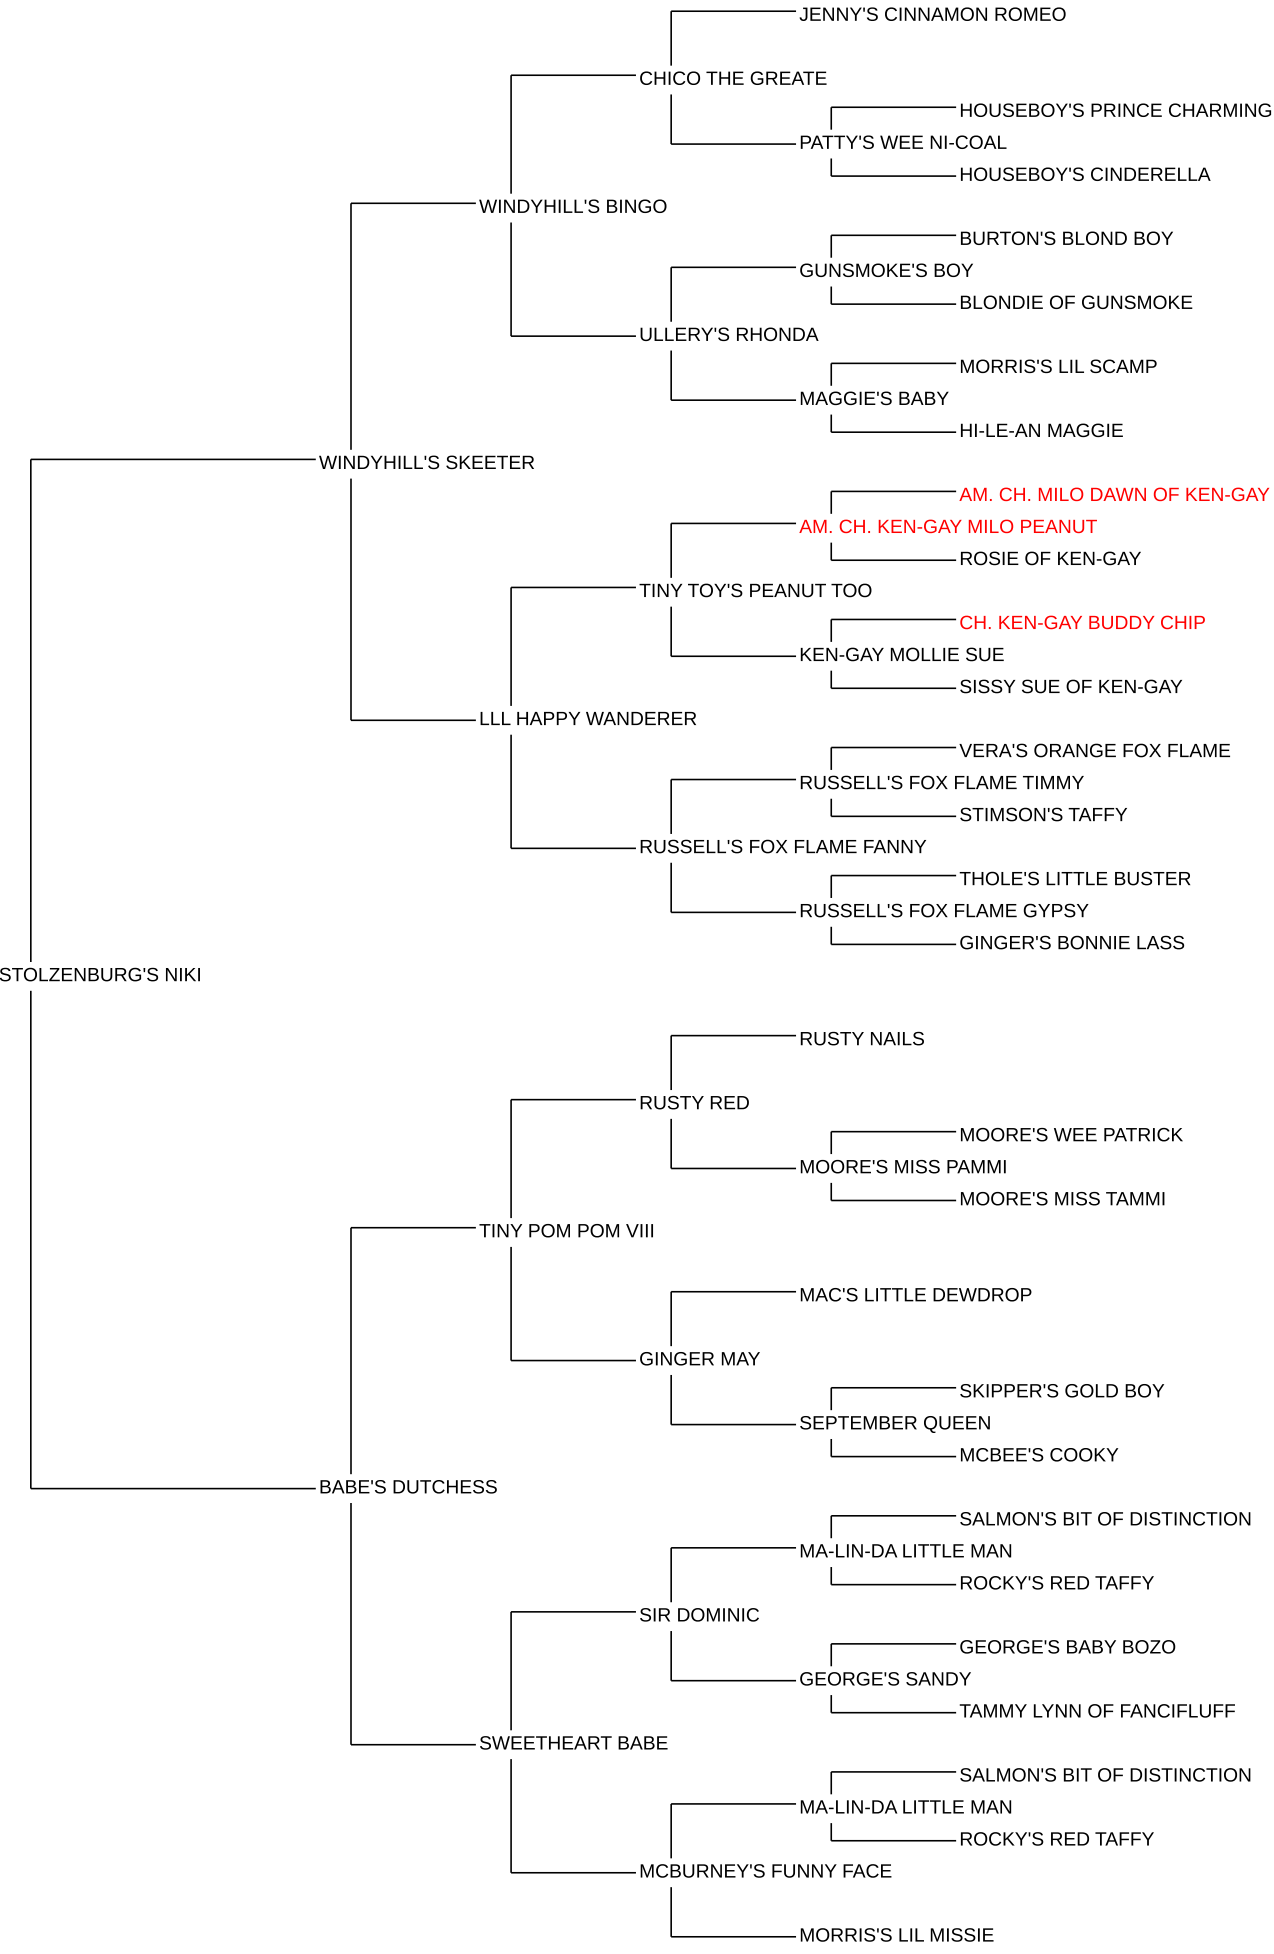 JENNY'S CINNAMON ROMEO
CHICO THE GREATE
HOUSEBOY'S PRINCE CHARMING
PATTY'S WEE NI-COAL
HOUSEBOY'S CINDERELLA
WINDYHILL'S BINGO
BURTON'S BLOND BOY
GUNSMOKE'S BOY
BLONDIE OF GUNSMOKE
ULLERY'S RHONDA
MORRIS'S LIL SCAMP
MAGGIE'S BABY
HI-LE-AN MAGGIE
WINDYHILL'S SKEETER
AM. CH. MILO DAWN OF KEN-GAY
AM. CH. KEN-GAY MILO PEANUT
ROSIE OF KEN-GAY
TINY TOY'S PEANUT TOO
CH. KEN-GAY BUDDY CHIP
KEN-GAY MOLLIE SUE
SISSY SUE OF KEN-GAY
LLL HAPPY WANDERER
VERA'S ORANGE FOX FLAME
RUSSELL'S FOX FLAME TIMMY
STIMSON'S TAFFY
RUSSELL'S FOX FLAME FANNY
THOLE'S LITTLE BUSTER
RUSSELL'S FOX FLAME GYPSY
GINGER'S BONNIE LASS
STOLZENBURG'S NIKI
RUSTY NAILS
RUSTY RED
MOORE'S WEE PATRICK
MOORE'S MISS PAMMI
MOORE'S MISS TAMMI
TINY POM POM VIII
MAC'S LITTLE DEWDROP
GINGER MAY
SKIPPER'S GOLD BOY
SEPTEMBER QUEEN
MCBEE'S COOKY
BABE'S DUTCHESS
SALMON'S BIT OF DISTINCTION
MA-LIN-DA LITTLE MAN
ROCKY'S RED TAFFY
SIR DOMINIC
GEORGE'S BABY BOZO
GEORGE'S SANDY
TAMMY LYNN OF FANCIFLUFF
SWEETHEART BABE
SALMON'S BIT OF DISTINCTION
MA-LIN-DA LITTLE MAN
ROCKY'S RED TAFFY
MCBURNEY'S FUNNY FACE
MORRIS'S LIL MISSIE